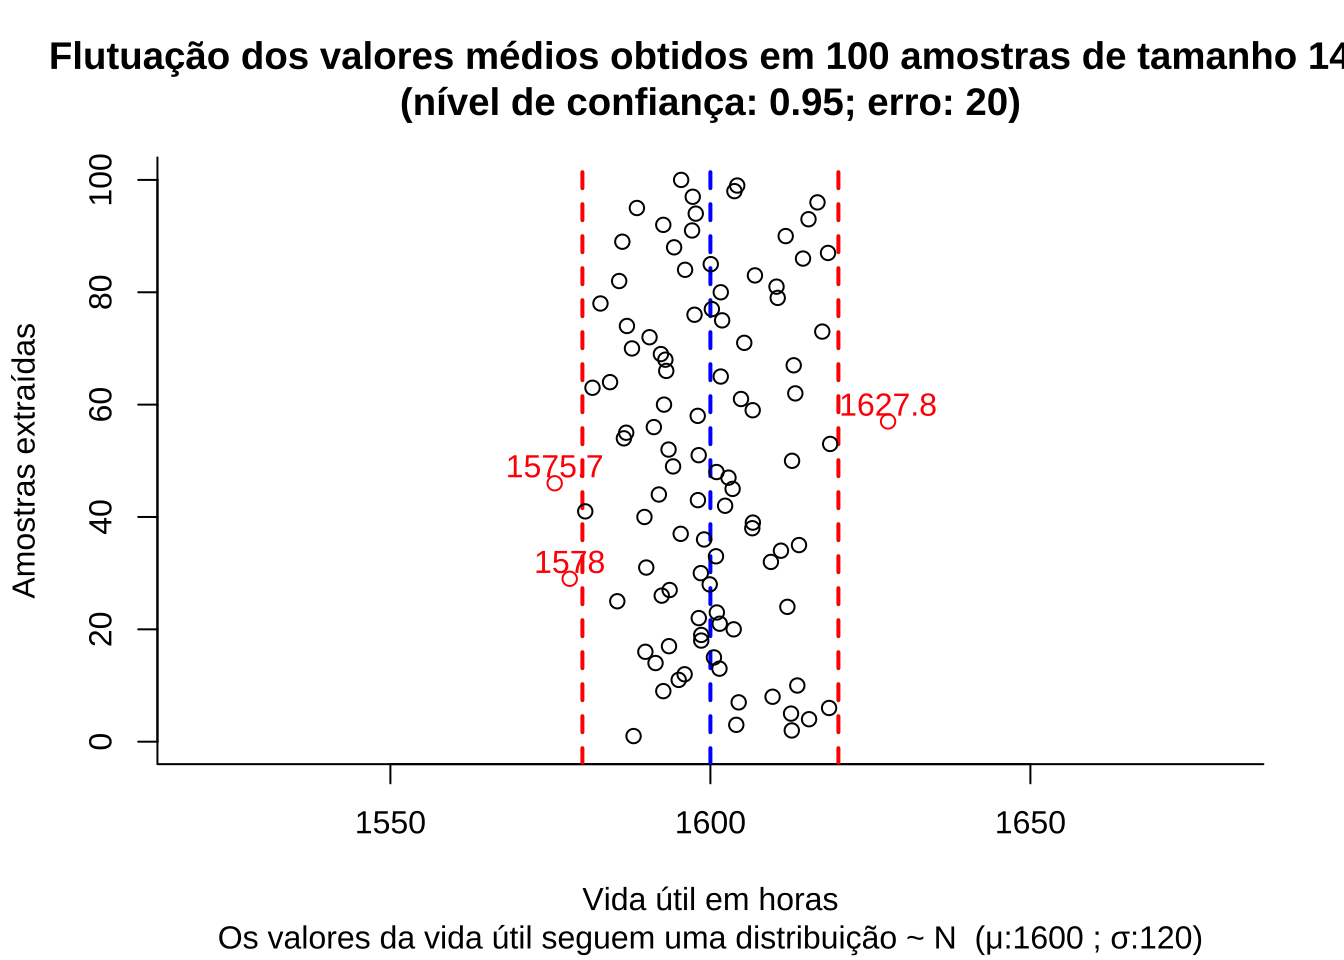 Flutuação dos valores médios obtidos em 100 amostras de tamanho 14
(nível de confiança: 0.95; erro: 20)
100
80
60
40
20
0
Amostras extraídas
1627.8
1575.7
1578
1550 1600 1650
Vida útil em horas
Os valores da vida útil seguem uma distribuição ~ N (μ:1600 ; σ:120)